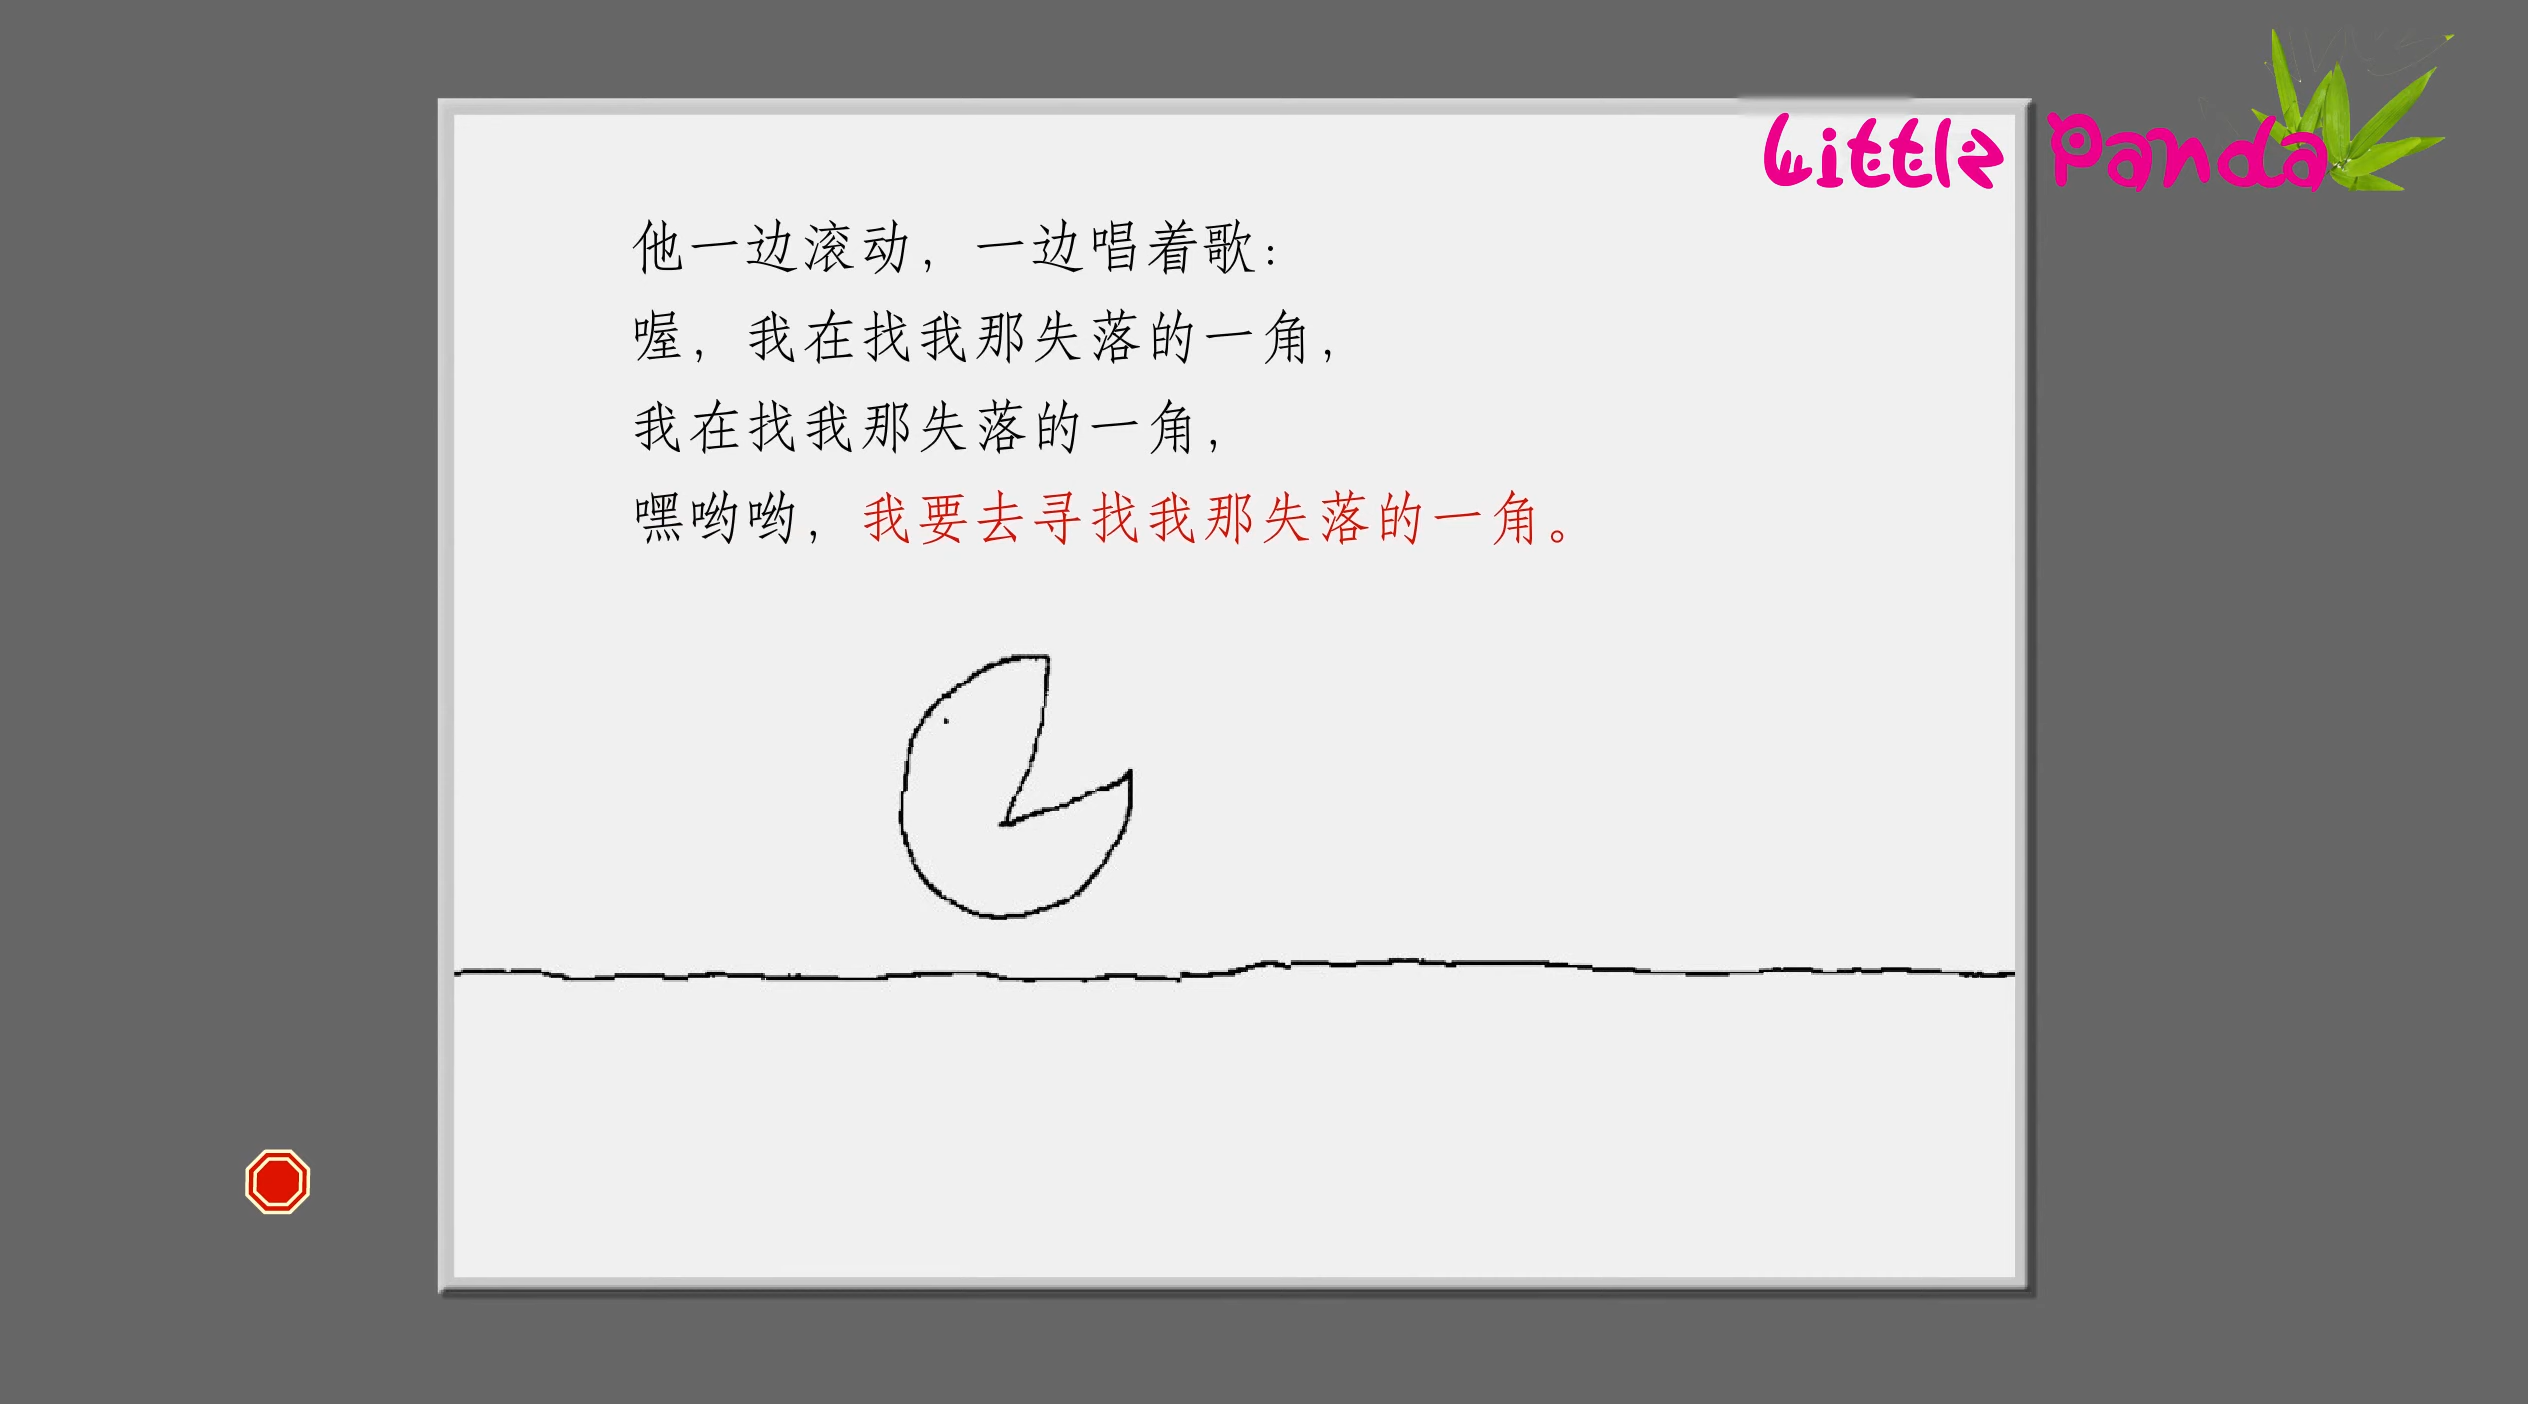 Little Panda
他一边滚动，一边唱着歌：
喔，我在找我那失落的一角，
我在找我那失落的一角，
嘿哟哟，我要去寻找我那失落的一角。